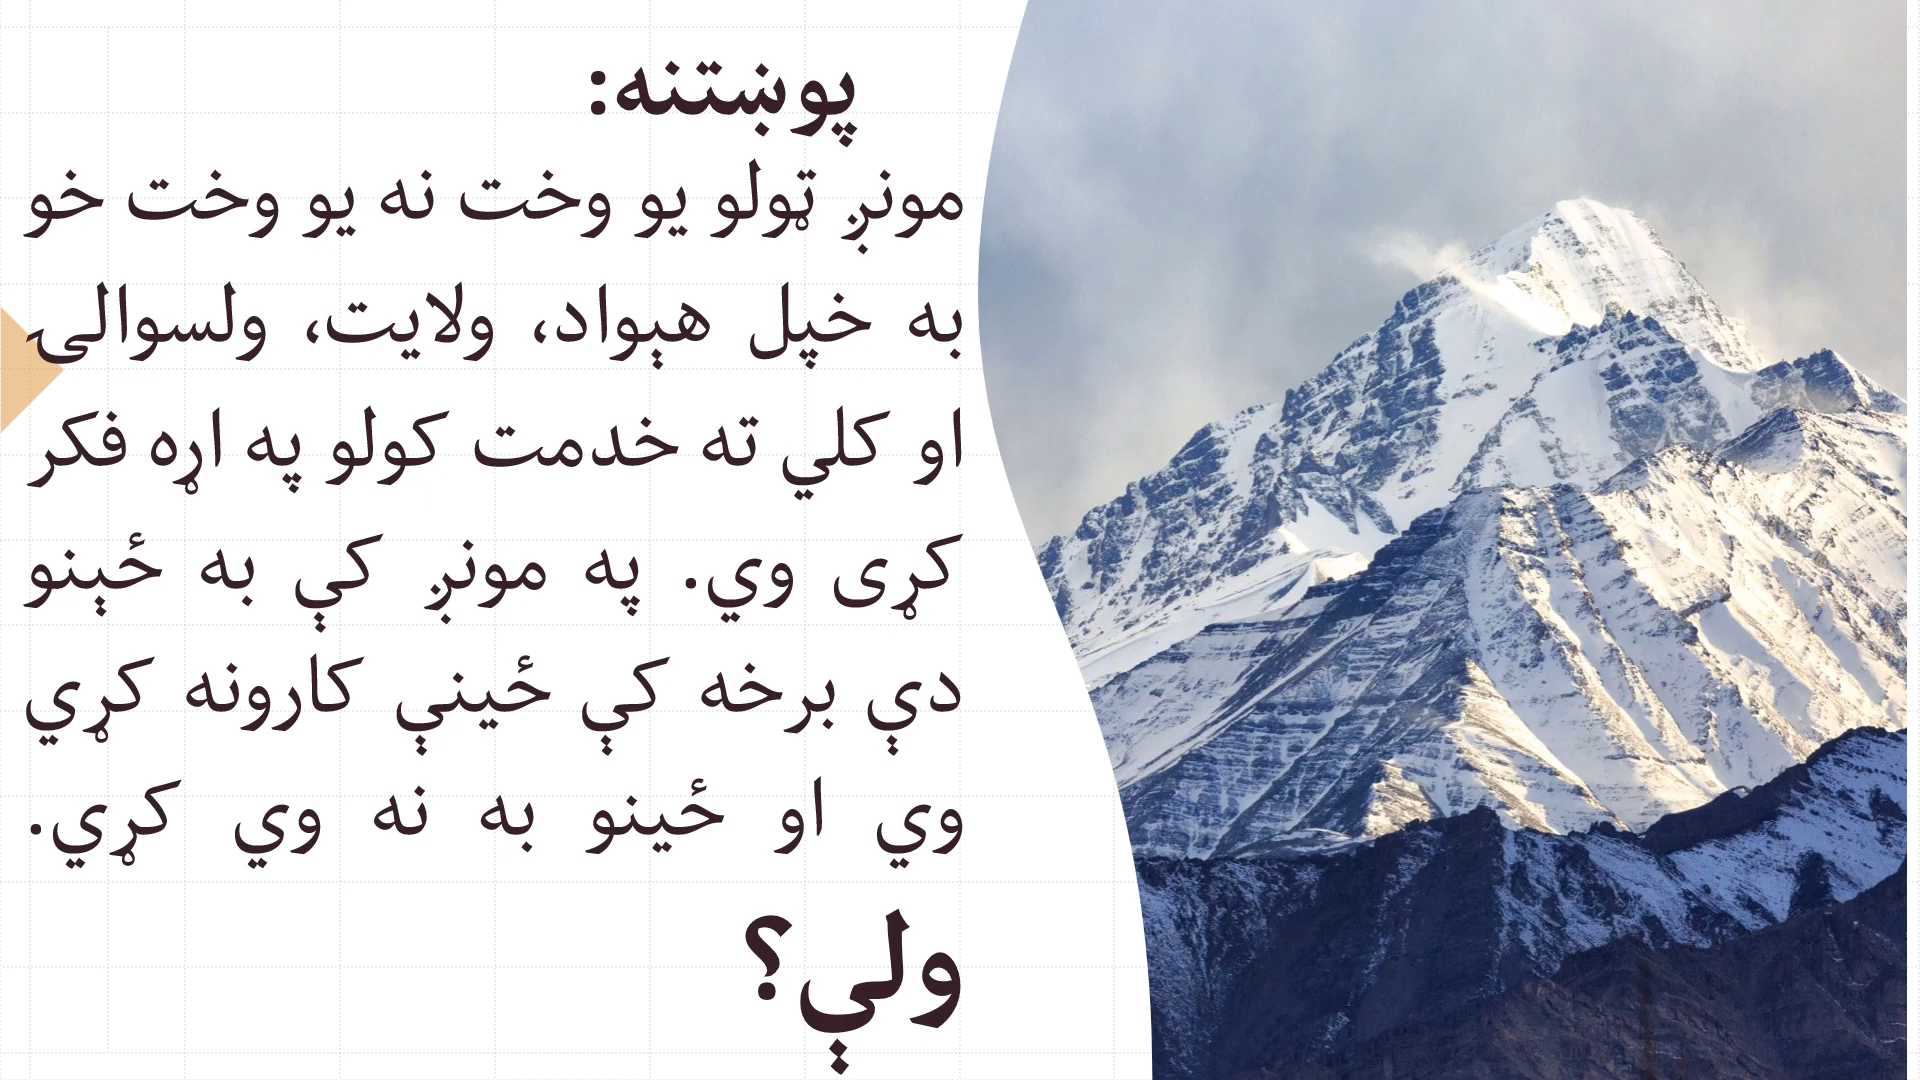 پوښتنه:
مونږ ټولو یو وخت نه یو وخت خو
به خپل هېواد، ولایت، ولسوالۍ
او کلي ته خدمت کولو په اړه فکر
کړی وي. په مونږ کې به ځېنو
دې برخه کې ځینې کارونه کړي
وي او ځینو به نه وي کړي.
ولې؟